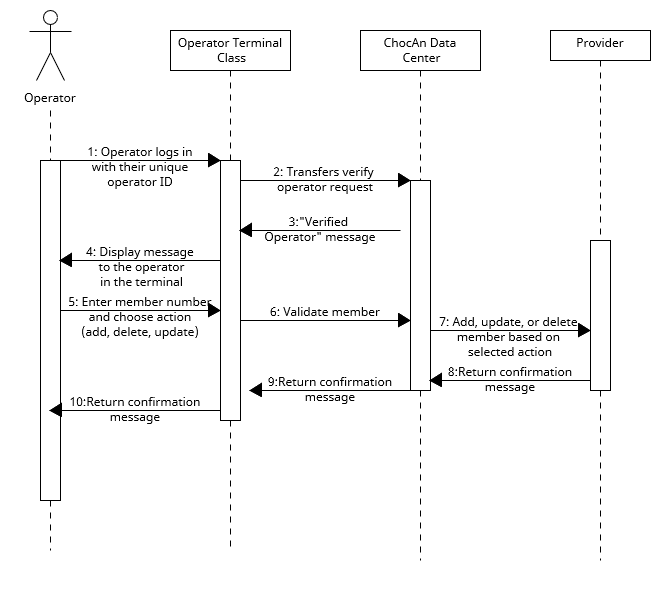 Operator Terminal
Class
ChocAn Data
Center
Provider
Operator
1: Operator logs in
with their unique
operator ID
2: Transfers verify
operator request
3:"Verified
Operator" message
4: Display message
to the operator
in the terminal
5: Enter member number
and choose action
(add, delete, update)
6: Validate member
7: Add, update, or delete
member based on
selected action
8:Return confirmation
message
9:Return confirmation
message
10:Return confirmation
message